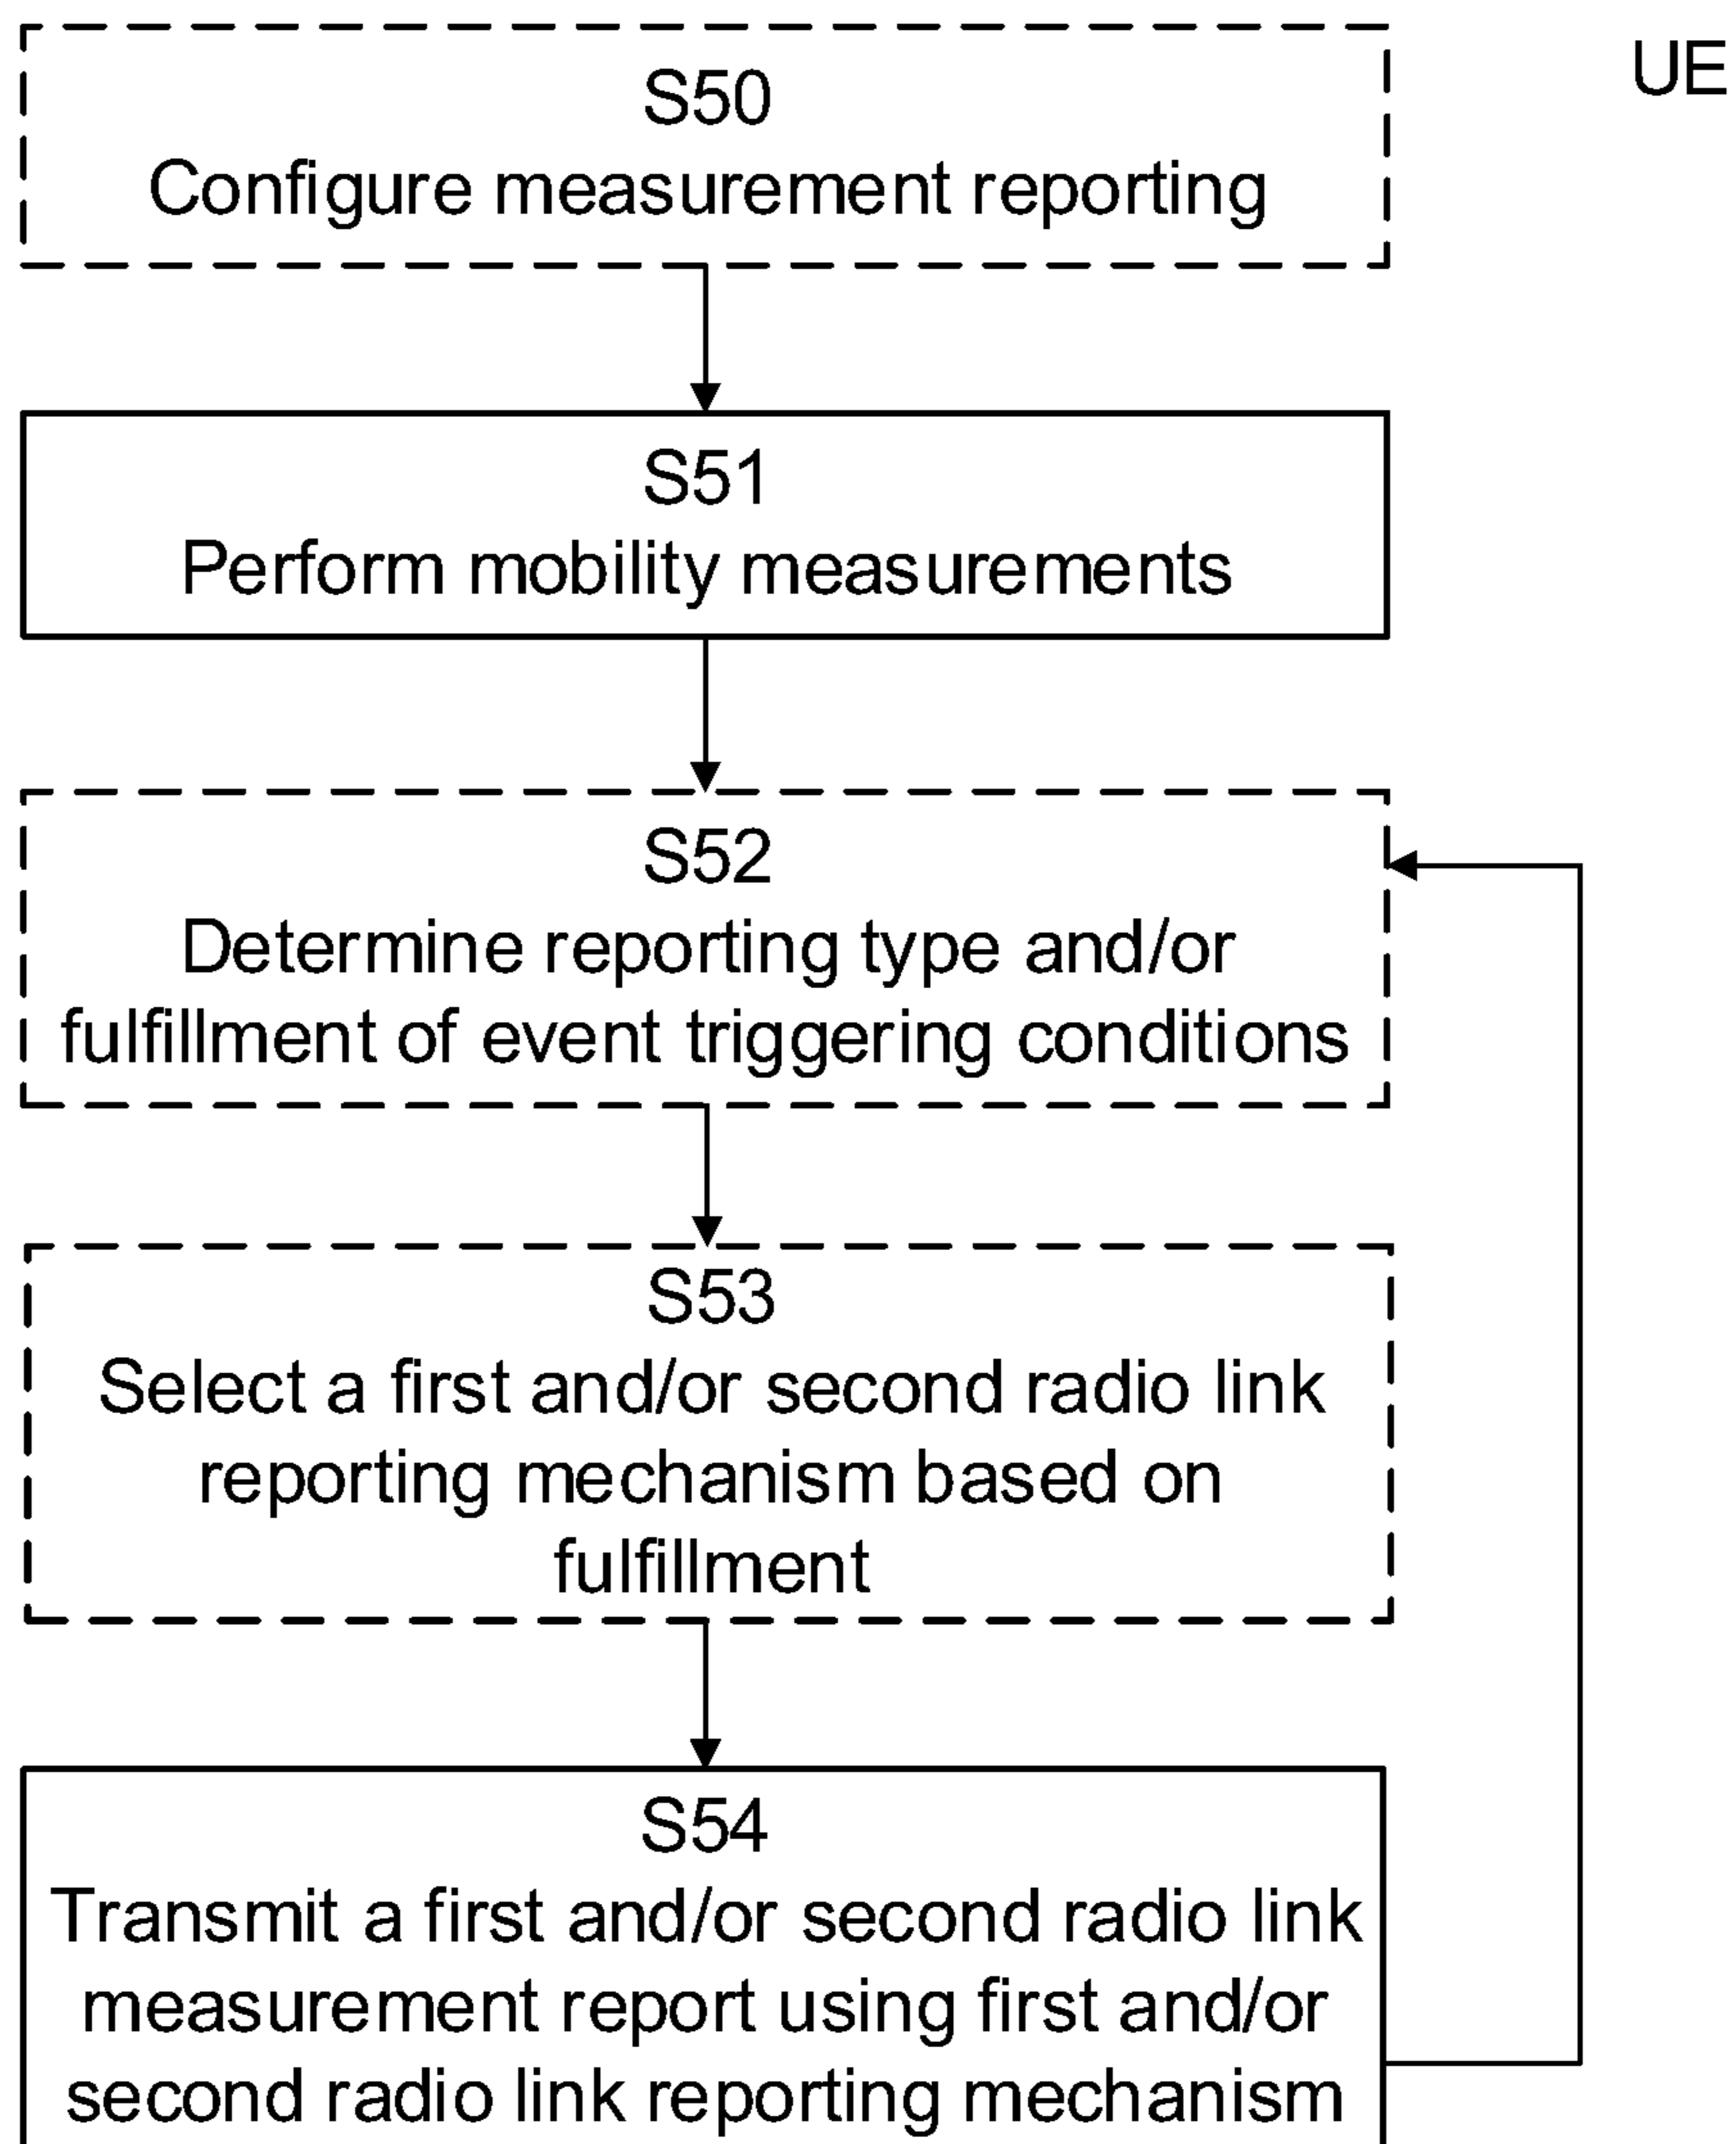 UE
S50
Configure measurement reporting
S51
Perform mobility measurements
S52
Determine reporting type and/or
fulfillment of event triggering conditions
S53
Select a first and/or second radio link
reporting mechanism based on
fulfillment
S54
Transmit a first and/or second radio link
measurement report using first and/or
second radio link reporting mechanism